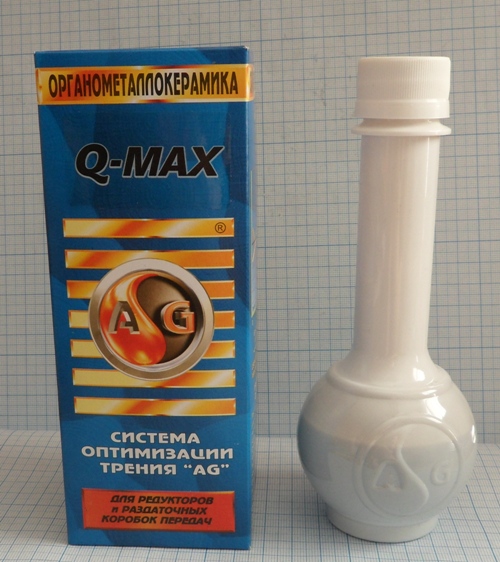 ОРГАНОМЕТАЛЛОКЕРАМИКА
Q-MAX
®
AG
СИСТЕМА
ОПТИМИЗАЦИИ
ТРЕНИЯ "AG"
ДЛЯ РЕДУКТОРОВ
и РАЗДАТОЧНЫХ
КОРОБОК ПЕРЕДАЧ
AG